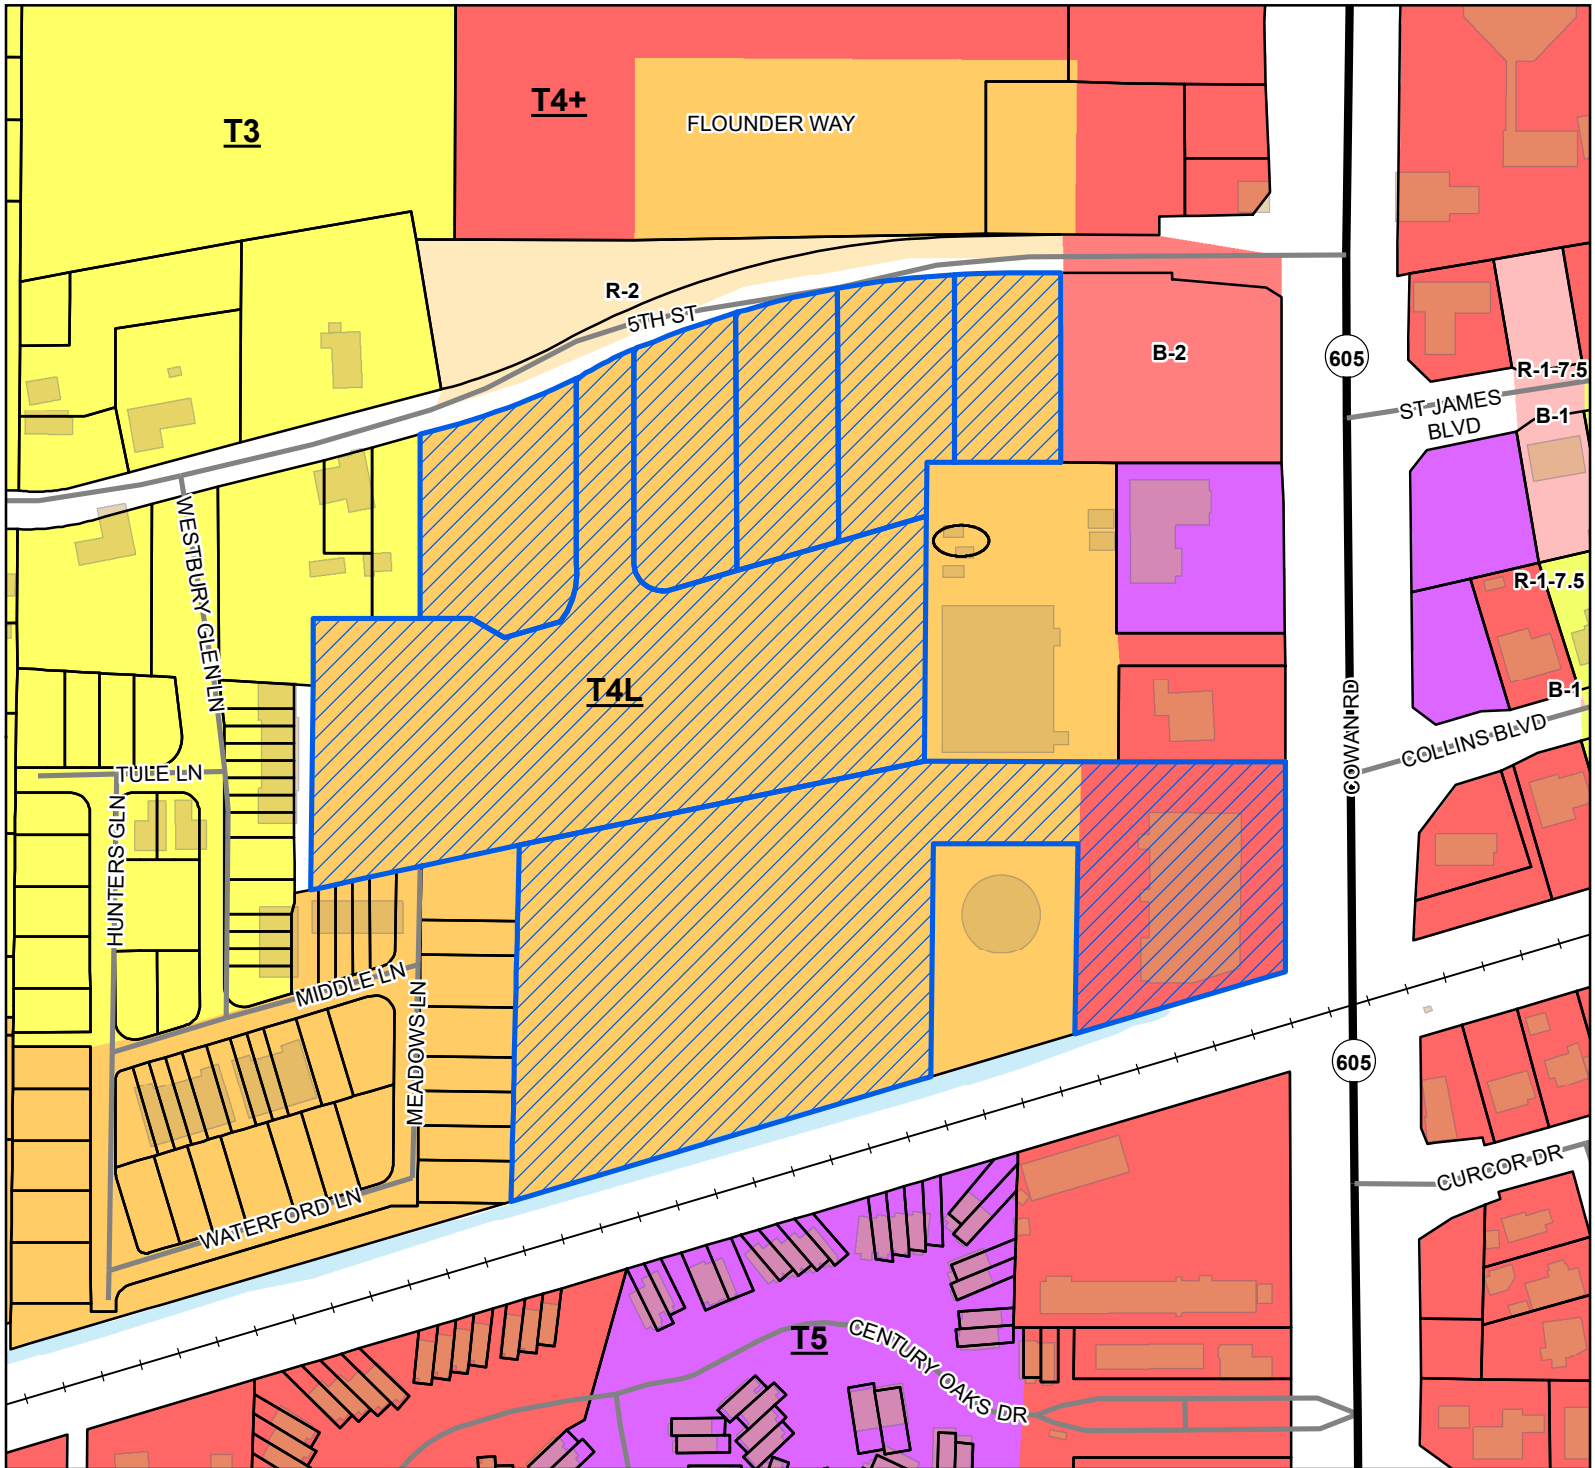 T4+
T3
FLOUNDER WAY
R-2
5TH ST
B-2
605
R-1-7.5
ST JAMES
BLVD
B-1
WESTBURY GLEN LN
R-1-7.5
T4L
B-1
COWAN RD
COLLINS BLVD
TULE LN
HUNTERS GLN
MIDDLE LN
MEADOWS LN
605
CURCOR DR
WATERFORD LN
T5
CENTURY OAKS DR